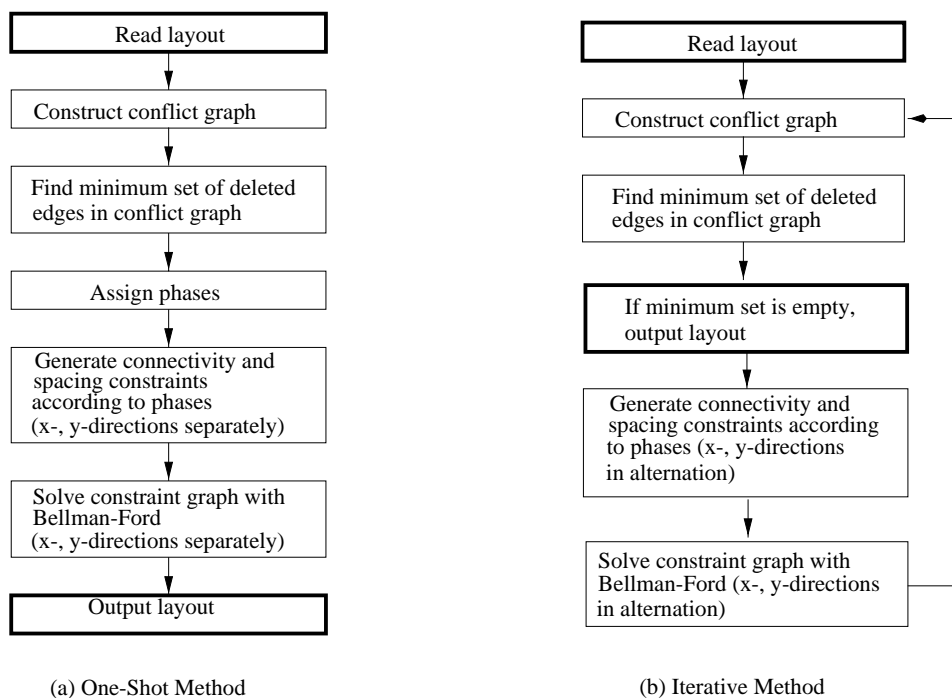 Read layout
Construct conflict graph
Find minimum set of deleted
edges in conflict graph
Assign phases
Generate connectivity and
spacing constraints
according to phases
(x-, y-directions separately)
Solve constraint graph with
Bellman-Ford
(x-, y-directions separately)
Output layout
(a) One-Shot Method
Read layout
Construct conflict graph
Find minimum set of deleted
edges in conflict graph
If minimum set is empty,
output layout
Generate connectivity and
spacing constraints according
to phases (x-, y-directions
in alternation)
Solve constraint graph with
Bellman-Ford (x-, y-directions
in alternation)
(b) Iterative Method